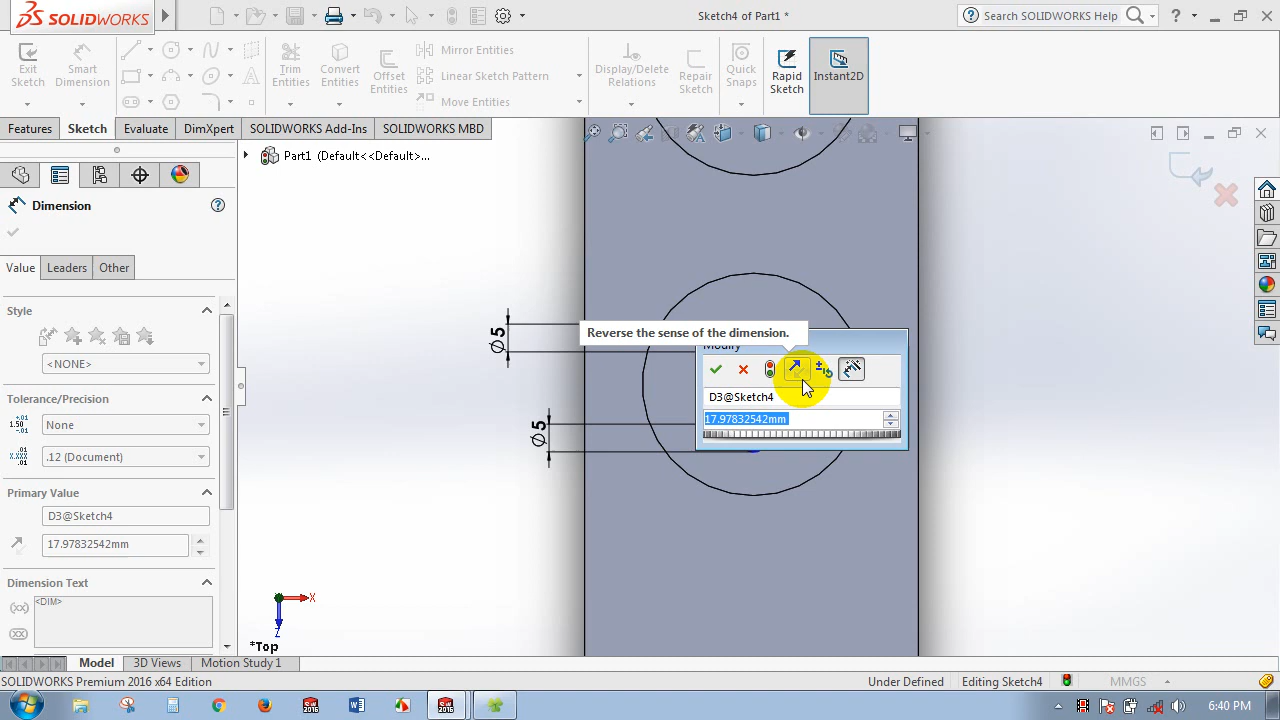 SOLIDWORKS
Sketch4 of Part1 *
Search SOLIDWORKS Help
?
Exit Sketch
Smart Dimension
Trim Entities
Convert Entities
Offset Entities
Mirror Entities
Linear Sketch Pattern
Move Entities
Display/Delete Relations
Repair Sketch
Quick Snaps
Rapid Sketch
Instant2D
Features
Sketch
Evaluate
DimXpert
SOLIDWORKS Add-Ins
SOLIDWORKS MBD
Part1 (Default<<Default>...
Dimension
?
Value
Leaders
Other
Style
<NONE>
Tolerance/Precision
None
.12 (Document)
Primary Value
D3@Sketch4
17.97832542mm
Dimension Text
<DIM>
Ø5
Ø5
Reverse the sense of the dimension.
Modify
D3@Sketch4
17.97832542mm
X
Z
*Top
Model
3D Views
Motion Study 1
SOLIDWORKS Premium 2016 x64 Edition
Under Defined
Editing Sketch4
MMGS
6:40 PM